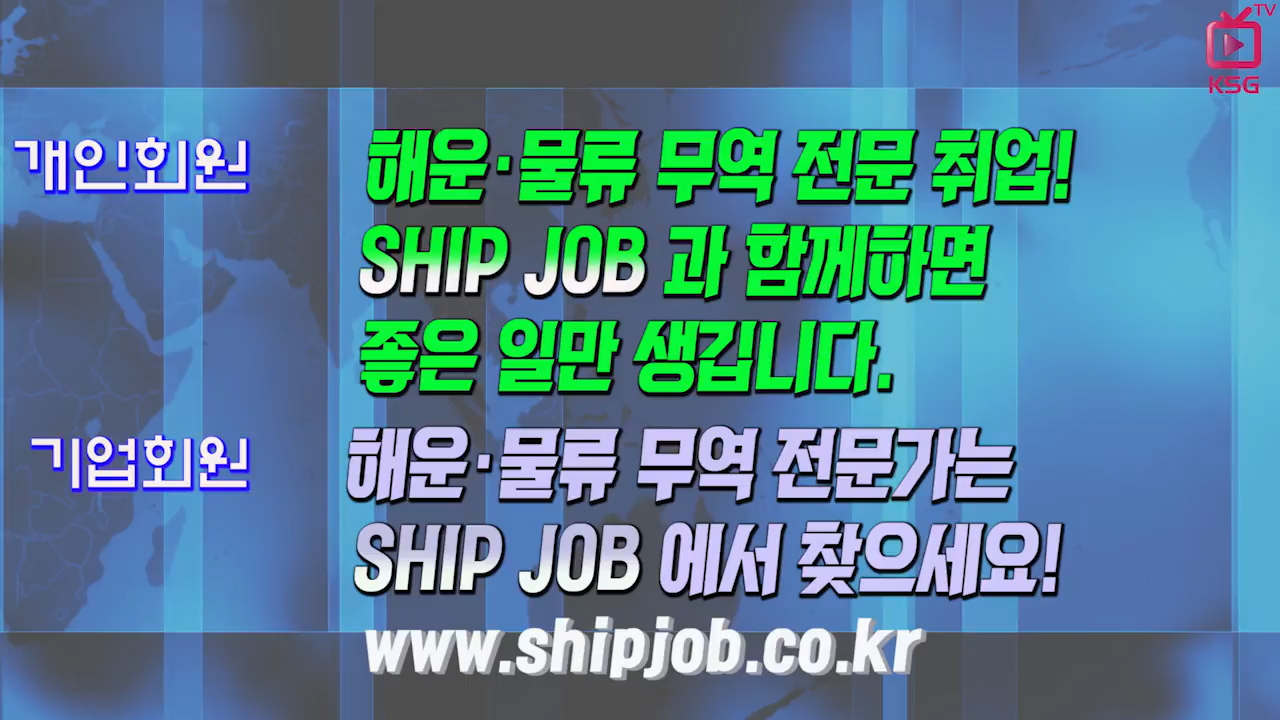 TV
KSG
개인회원
해운·물류 무역 전문 취업!
SHIP JOB 과 함께하면
좋은 일만 생깁니다.
기업회원
해운·물류 무역 전문가는
SHIP JOB 에서 찾으세요!
www.shipjob.co.kr